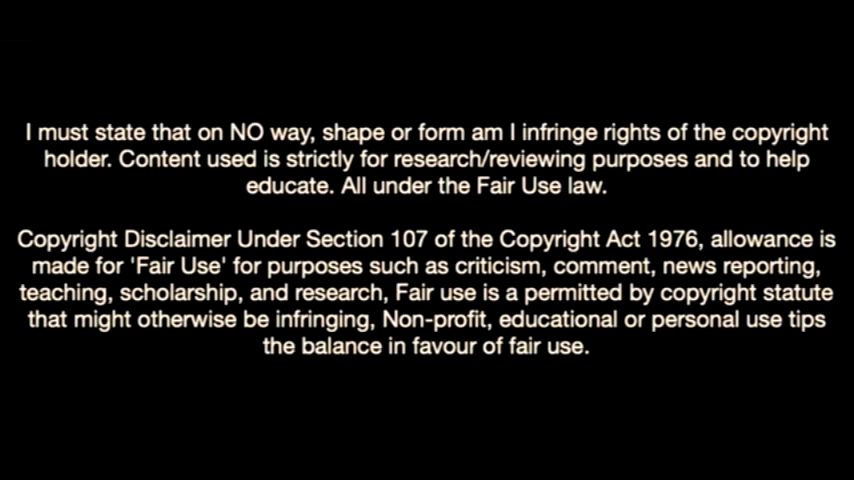 I must state that on NO way, shape or form am I infringe rights of the copyright
holder. Content used is strictly for research/reviewing purposes and to help
educate. All under the Fair Use law.
Copyright Disclaimer Under Section 107 of the Copyright Act 1976, allowance is
made for 'Fair Use' for purposes such as criticism, comment, news reporting,
teaching, scholarship, and research, Fair use is a permitted by copyright statute
that might otherwise be infringing, Non-profit, educational or personal use tips
the balance in favour of fair use.